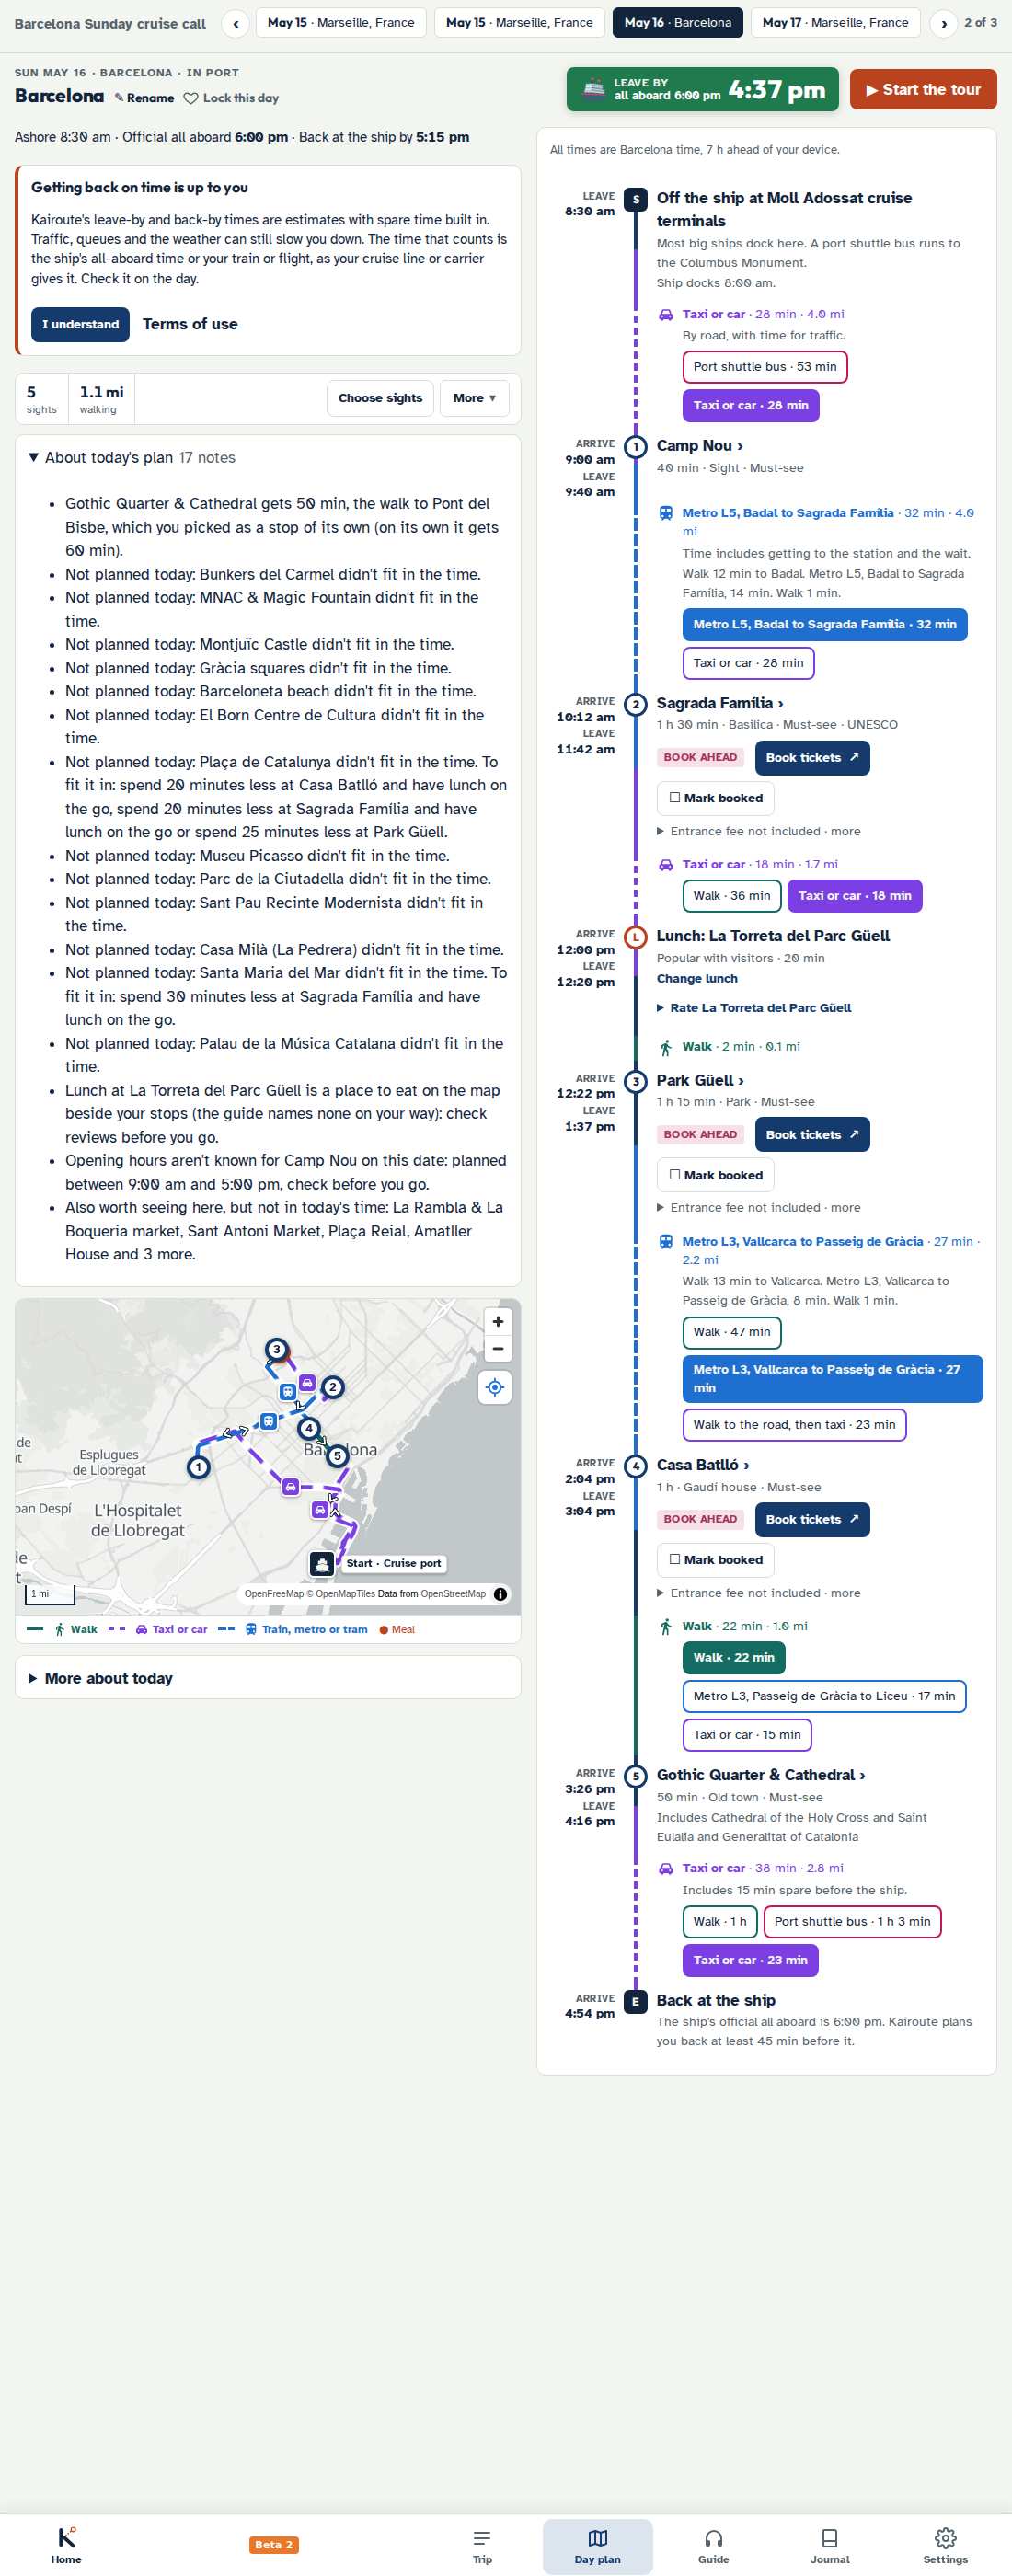 Barcelona Sunday cruise call
‹
May 15 · Marseille, France
May 15 · Marseille, France
May 16 · Barcelona
May 17 · Marseille, France
›
2 of 3
SUN MAY 16 · BARCELONA · IN PORT
Barcelona
✎ Rename
Lock this day
LEAVE BY
all aboard 6:00 pm
4:37 pm
▶ Start the tour
Ashore 8:30 am · Official all aboard 6:00 pm · Back at the ship by 5:15 pm
Getting back on time is up to you
Kairoute's leave-by and back-by times are estimates with spare time built in.
Traffic, queues and the weather can still slow you down. The time that counts is
the ship's all-aboard time or your train or flight, as your cruise line or carrier
gives it. Check it on the day.
I understand
Terms of use
5
sights
1.1 mi
walking
Choose sights
More ▼
▼ About today's plan 17 notes
• Gothic Quarter & Cathedral gets 50 min, the walk to Pont del
Bisbe, which you picked as a stop of its own (on its own it gets
60 min).
• Not planned today: Bunkers del Carmel didn't fit in the time.
• Not planned today: MNAC & Magic Fountain didn't fit in the
time.
• Not planned today: Montjuïc Castle didn't fit in the time.
• Not planned today: Gràcia squares didn't fit in the time.
• Not planned today: Barceloneta beach didn't fit in the time.
• Not planned today: El Born Centre de Cultura didn't fit in the
time.
• Not planned today: Plaça de Catalunya didn't fit in the time. To
fit it in: spend 20 minutes less at Casa Batlló and have lunch on
the go, spend 20 minutes less at Sagrada Família and have
lunch on the go or spend 25 minutes less at Park Güell.
• Not planned today: Museu Picasso didn't fit in the time.
• Not planned today: Parc de la Ciutadella didn't fit in the time.
• Not planned today: Sant Pau Recinte Modernista didn't fit in
the time.
• Not planned today: Casa Milà (La Pedrera) didn't fit in the time.
• Not planned today: Santa Maria del Mar didn't fit in the time. To
fit it in: spend 30 minutes less at Sagrada Família and have
lunch on the go.
• Not planned today: Palau de la Música Catalana didn't fit in the
time.
• Lunch at La Torreta del Parc Güell is a place to eat on the map
beside your stops (the guide names none on your way): check
reviews before you go.
• Opening hours aren't known for Camp Nou on this date: planned
between 9:00 am and 5:00 pm, check before you go.
• Also worth seeing here, but not in today's time: La Rambla & La
Boqueria market, Sant Antoni Market, Plaça Reial, Amatller
House and 3 more.
+
−
3
2
4
5
1
Esplugues
de Llobregat
L'Hospitalet
de Llobregat
oan Despí
de
Start · Cruise port
1 mi
OpenFreeMap © OpenMapTiles Data from OpenStreetMap
Walk
Taxi or car
Train, metro or tram
Meal
▶ More about today
All times are Barcelona time, 7 h ahead of your device.
LEAVE
8:30 am
S
Off the ship at Moll Adossat cruise
terminals
Most big ships dock here. A port shuttle bus runs to
the Columbus Monument.
Ship docks 8:00 am.
Taxi or car · 28 min · 4.0 mi
By road, with time for traffic.
Port shuttle bus · 53 min
Taxi or car · 28 min
ARRIVE
9:00 am
LEAVE
9:40 am
1
Camp Nou ›
40 min · Sight · Must-see
Metro L5, Badal to Sagrada Família · 32 min · 4.0
mi
Time includes getting to the station and the wait.
Walk 12 min to Badal. Metro L5, Badal to Sagrada
Família, 14 min. Walk 1 min.
Metro L5, Badal to Sagrada Família · 32 min
Taxi or car · 28 min
ARRIVE
10:12 am
LEAVE
11:42 am
2
Sagrada Família ›
1 h 30 min · Basilica · Must-see · UNESCO
BOOK AHEAD
Book tickets ↗
☐ Mark booked
▶ Entrance fee not included · more
Taxi or car · 18 min · 1.7 mi
Walk · 36 min
Taxi or car · 18 min
ARRIVE
12:00 pm
LEAVE
12:20 pm
L
Lunch: La Torreta del Parc Güell
Popular with visitors · 20 min
Change lunch
▶ Rate La Torreta del Parc Güell
Walk · 2 min · 0.1 mi
ARRIVE
12:22 pm
LEAVE
1:37 pm
3
Park Güell ›
1 h 15 min · Park · Must-see
BOOK AHEAD
Book tickets ↗
☐ Mark booked
▶ Entrance fee not included · more
Metro L3, Vallcarca to Passeig de Gràcia · 27 min ·
2.2 mi
Walk 13 min to Vallcarca. Metro L3, Vallcarca to
Passeig de Gràcia, 8 min. Walk 1 min.
Walk · 47 min
Metro L3, Vallcarca to Passeig de Gràcia · 27
min
Walk to the road, then taxi · 23 min
ARRIVE
2:04 pm
LEAVE
3:04 pm
4
Casa Batlló ›
1 h · Gaudí house · Must-see
BOOK AHEAD
Book tickets ↗
☐ Mark booked
▶ Entrance fee not included · more
Walk · 22 min · 1.0 mi
Walk · 22 min
Metro L3, Passeig de Gràcia to Liceu · 17 min
Taxi or car · 15 min
ARRIVE
3:26 pm
LEAVE
4:16 pm
5
Gothic Quarter & Cathedral ›
50 min · Old town · Must-see
Includes Cathedral of the Holy Cross and Saint
Eulalia and Generalitat of Catalonia
Taxi or car · 38 min · 2.8 mi
Includes 15 min spare before the ship.
Walk · 1 h
Port shuttle bus · 1 h 3 min
Taxi or car · 23 min
ARRIVE
4:54 pm
E
Back at the ship
The ship's official all aboard is 6:00 pm. Kairoute plans
you back at least 45 min before it.
Home
Beta 2
Trip
Day plan
Guide
Journal
Settings